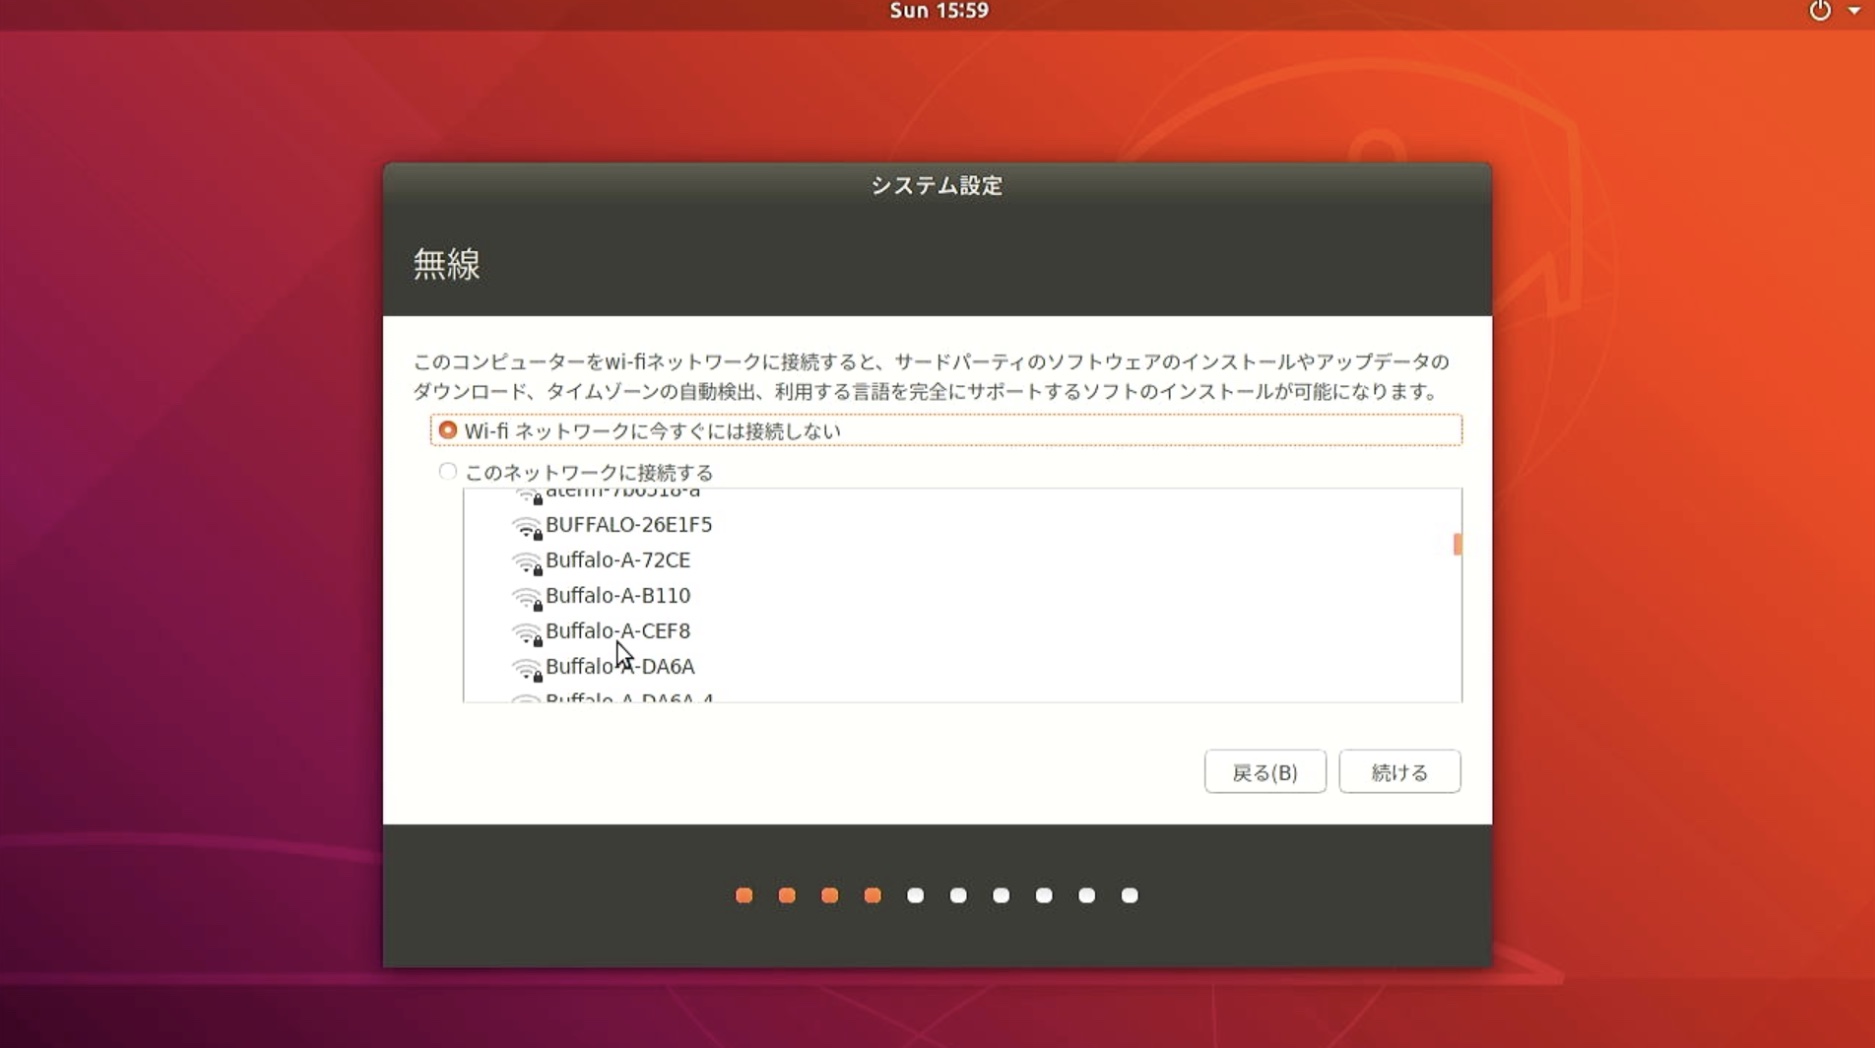 Sun 15:59
システム設定
無線
このコンピューターをwi-fiネットワークに接続すると、サードパーティのソフトウェアのインストールやアップデータの
ダウンロード、タイムゾーンの自動検出、利用する言語を完全にサポートするソフトのインストールが可能になります。
Wi-fi ネットワークに今すぐには接続しない
このネットワークに接続する
BUFFALO-26E1F5
Buffalo-A-72CE
Buffalo-A-B110
Buffalo-A-CEF8
Buffalo-A-DA6A
Buffalo-A-DA6A-4
戻る(B)
続ける